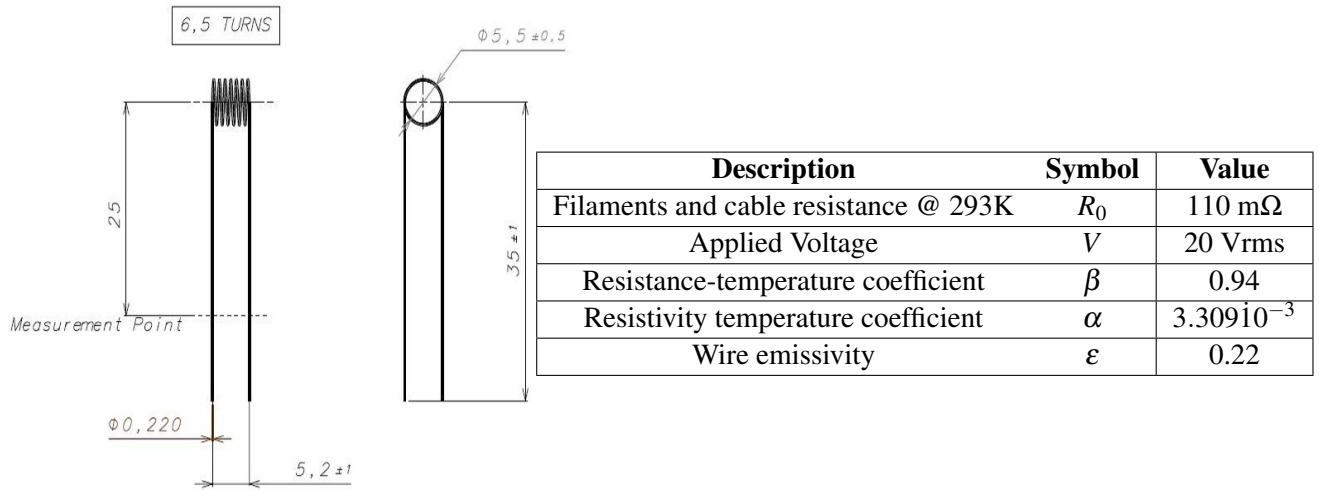 6,5 TURNS
Φ5,5 ±0,5
25
35 ±1
Measurement Point
Φ0,220
5,2 ±1
Description Symbol Value
Filaments and cable resistance @ 293K R₀ 110 mΩ
Applied Voltage V 20 Vrms
Resistance-temperature coefficient β 0.94
Resistivity temperature coefficient α 3.309i̇0⁻³
Wire emissivity ε 0.22